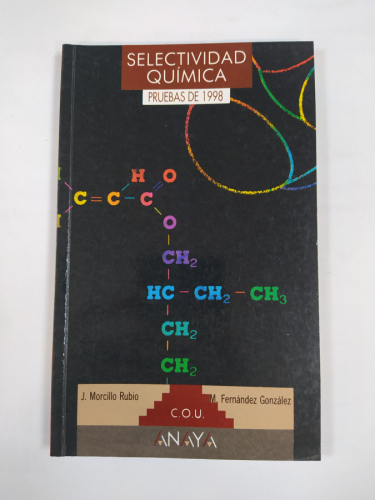 SELECTIVIDAD
QUÍMICA
PRUEBAS DE 1998
H
O
C
=
C
-
C
O
CH2
HC - CH2 - CH3
CH2
CH2
J. Morcillo Rubio
M. Fernández González
C.O.U.
ANAYA